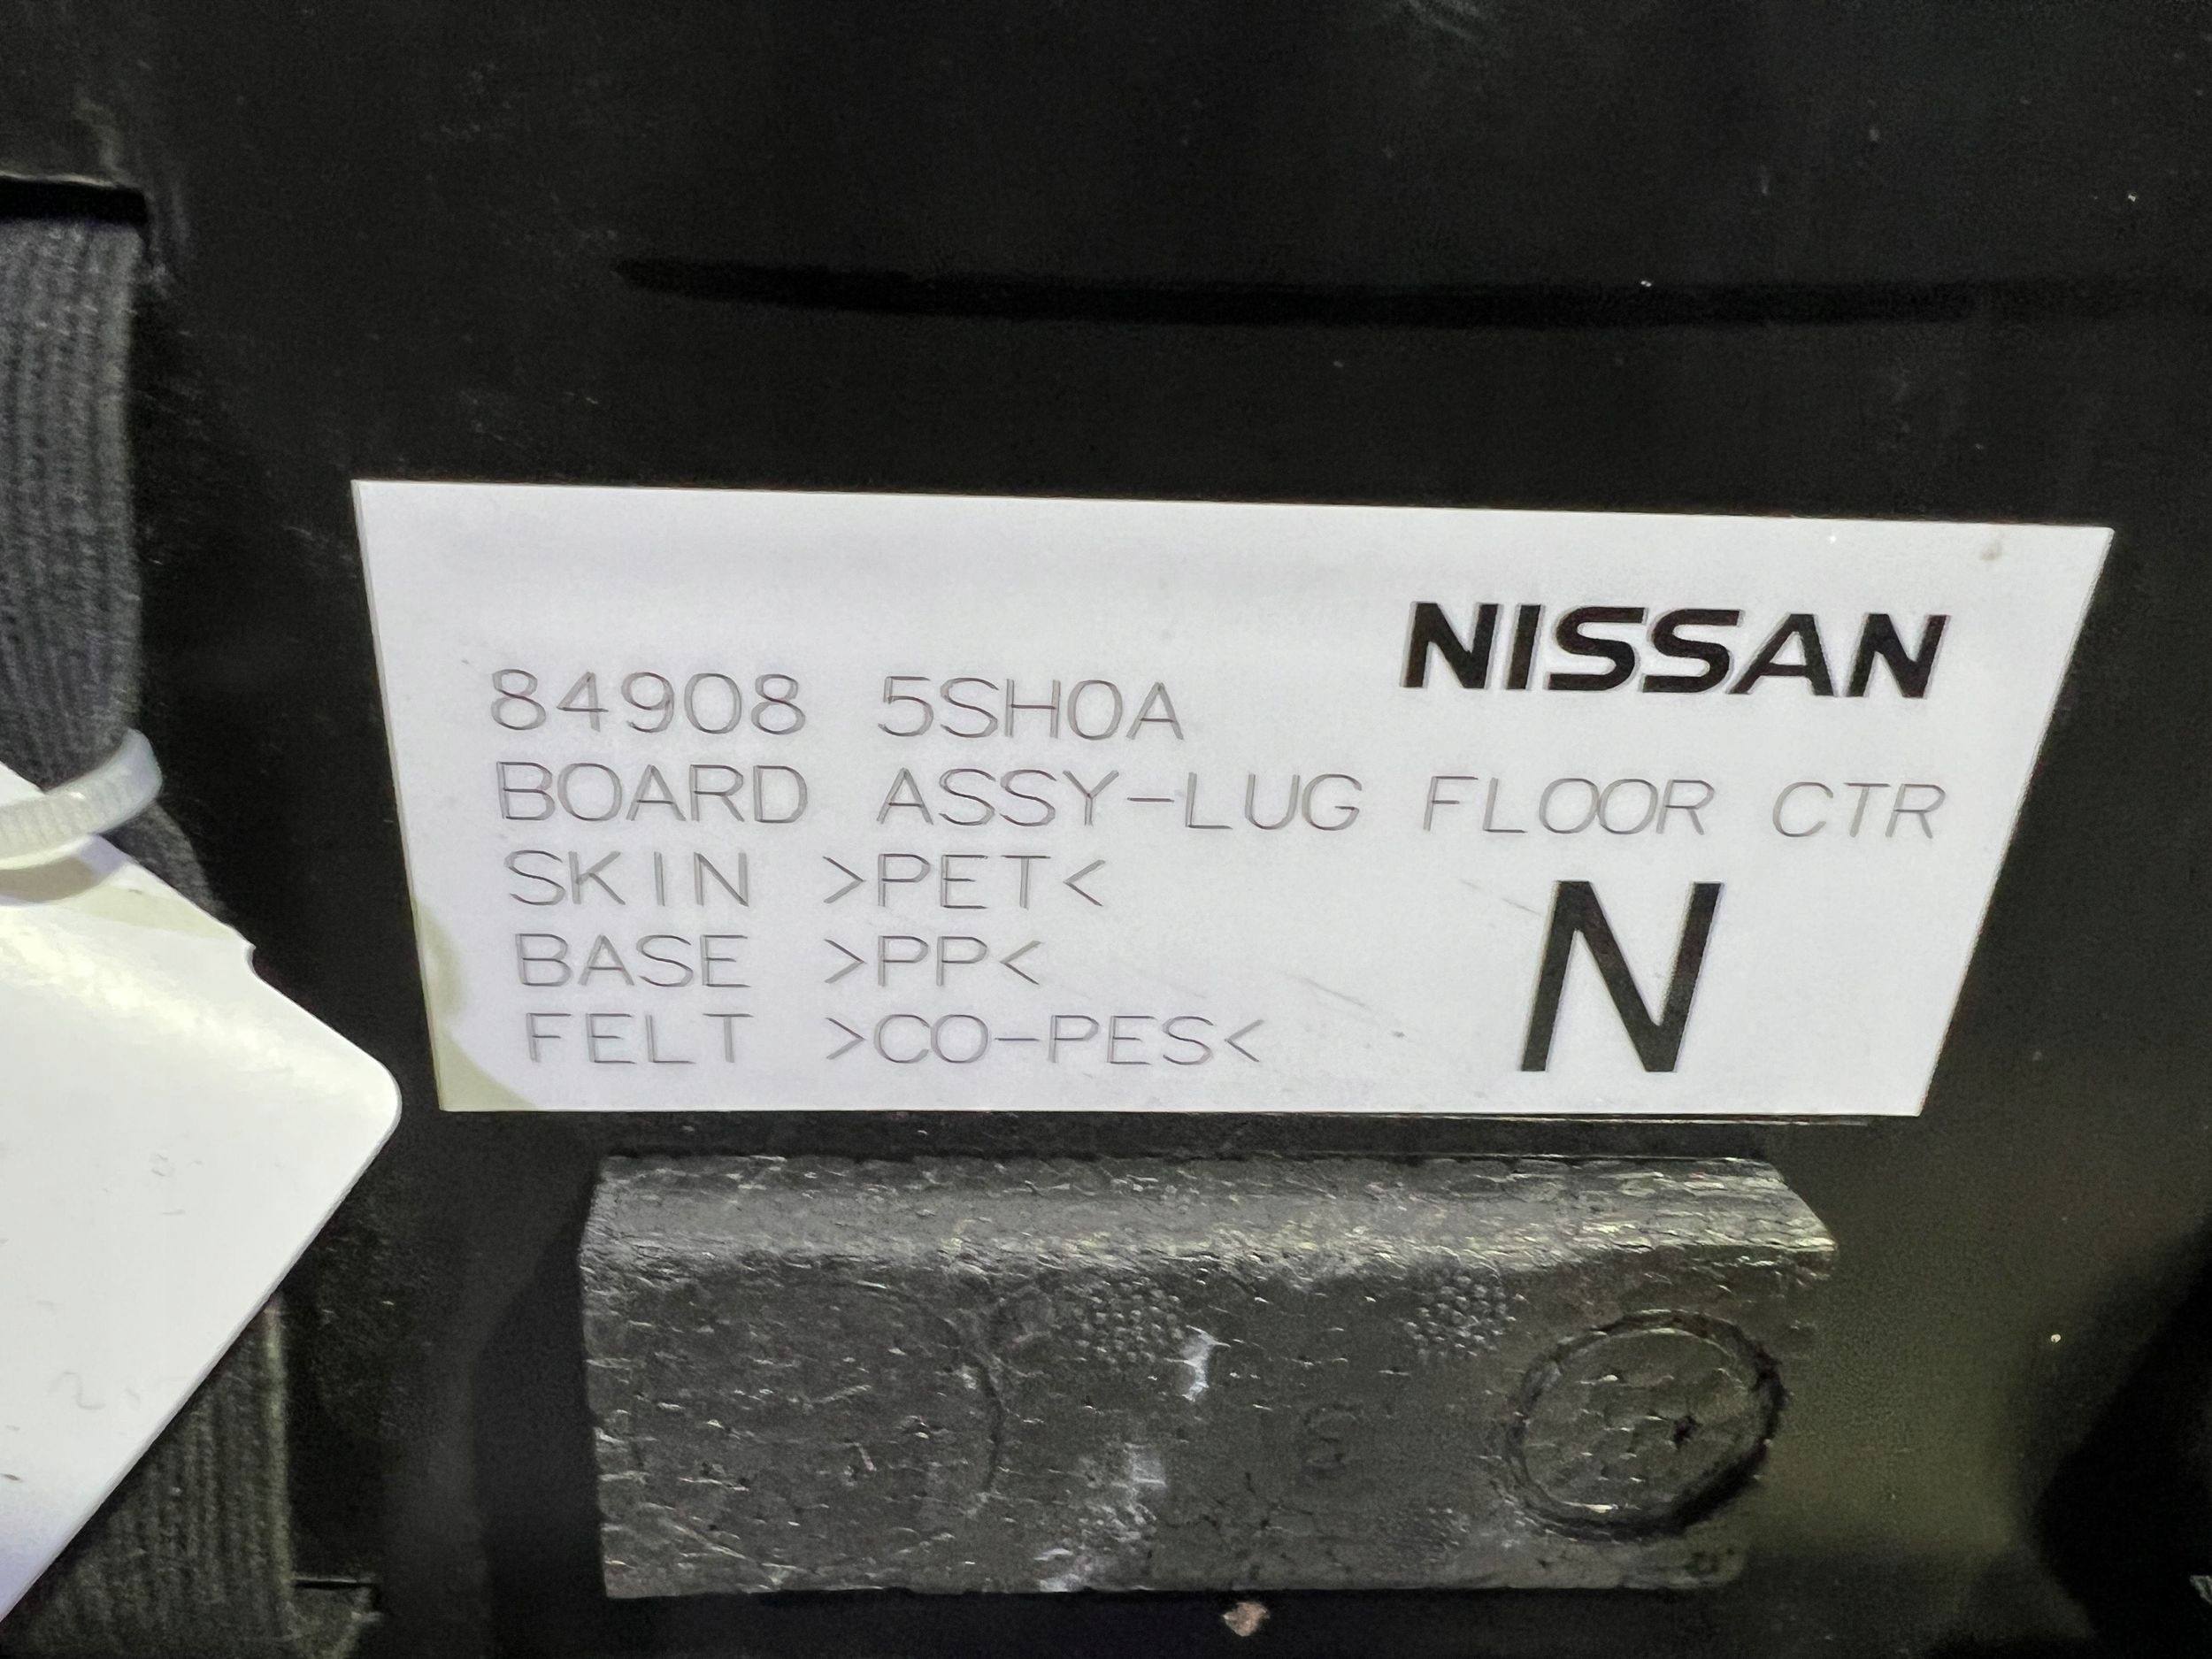 NISSAN
84908 5SH0A
BOARD ASSY-LUG FLOOR CTR
SKIN >PET<
BASE >PP<
FELT >CO-PES<
N